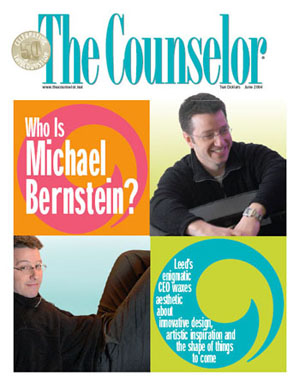 The Counselor
www.thecounselor.net
Ten Dollars June 2004
Who Is
Michael
Bernstein?
Leed's
enigmatic
CEO waxes
aesthetic
about
innovative design,
artistic inspiration and
the shape of things
to come